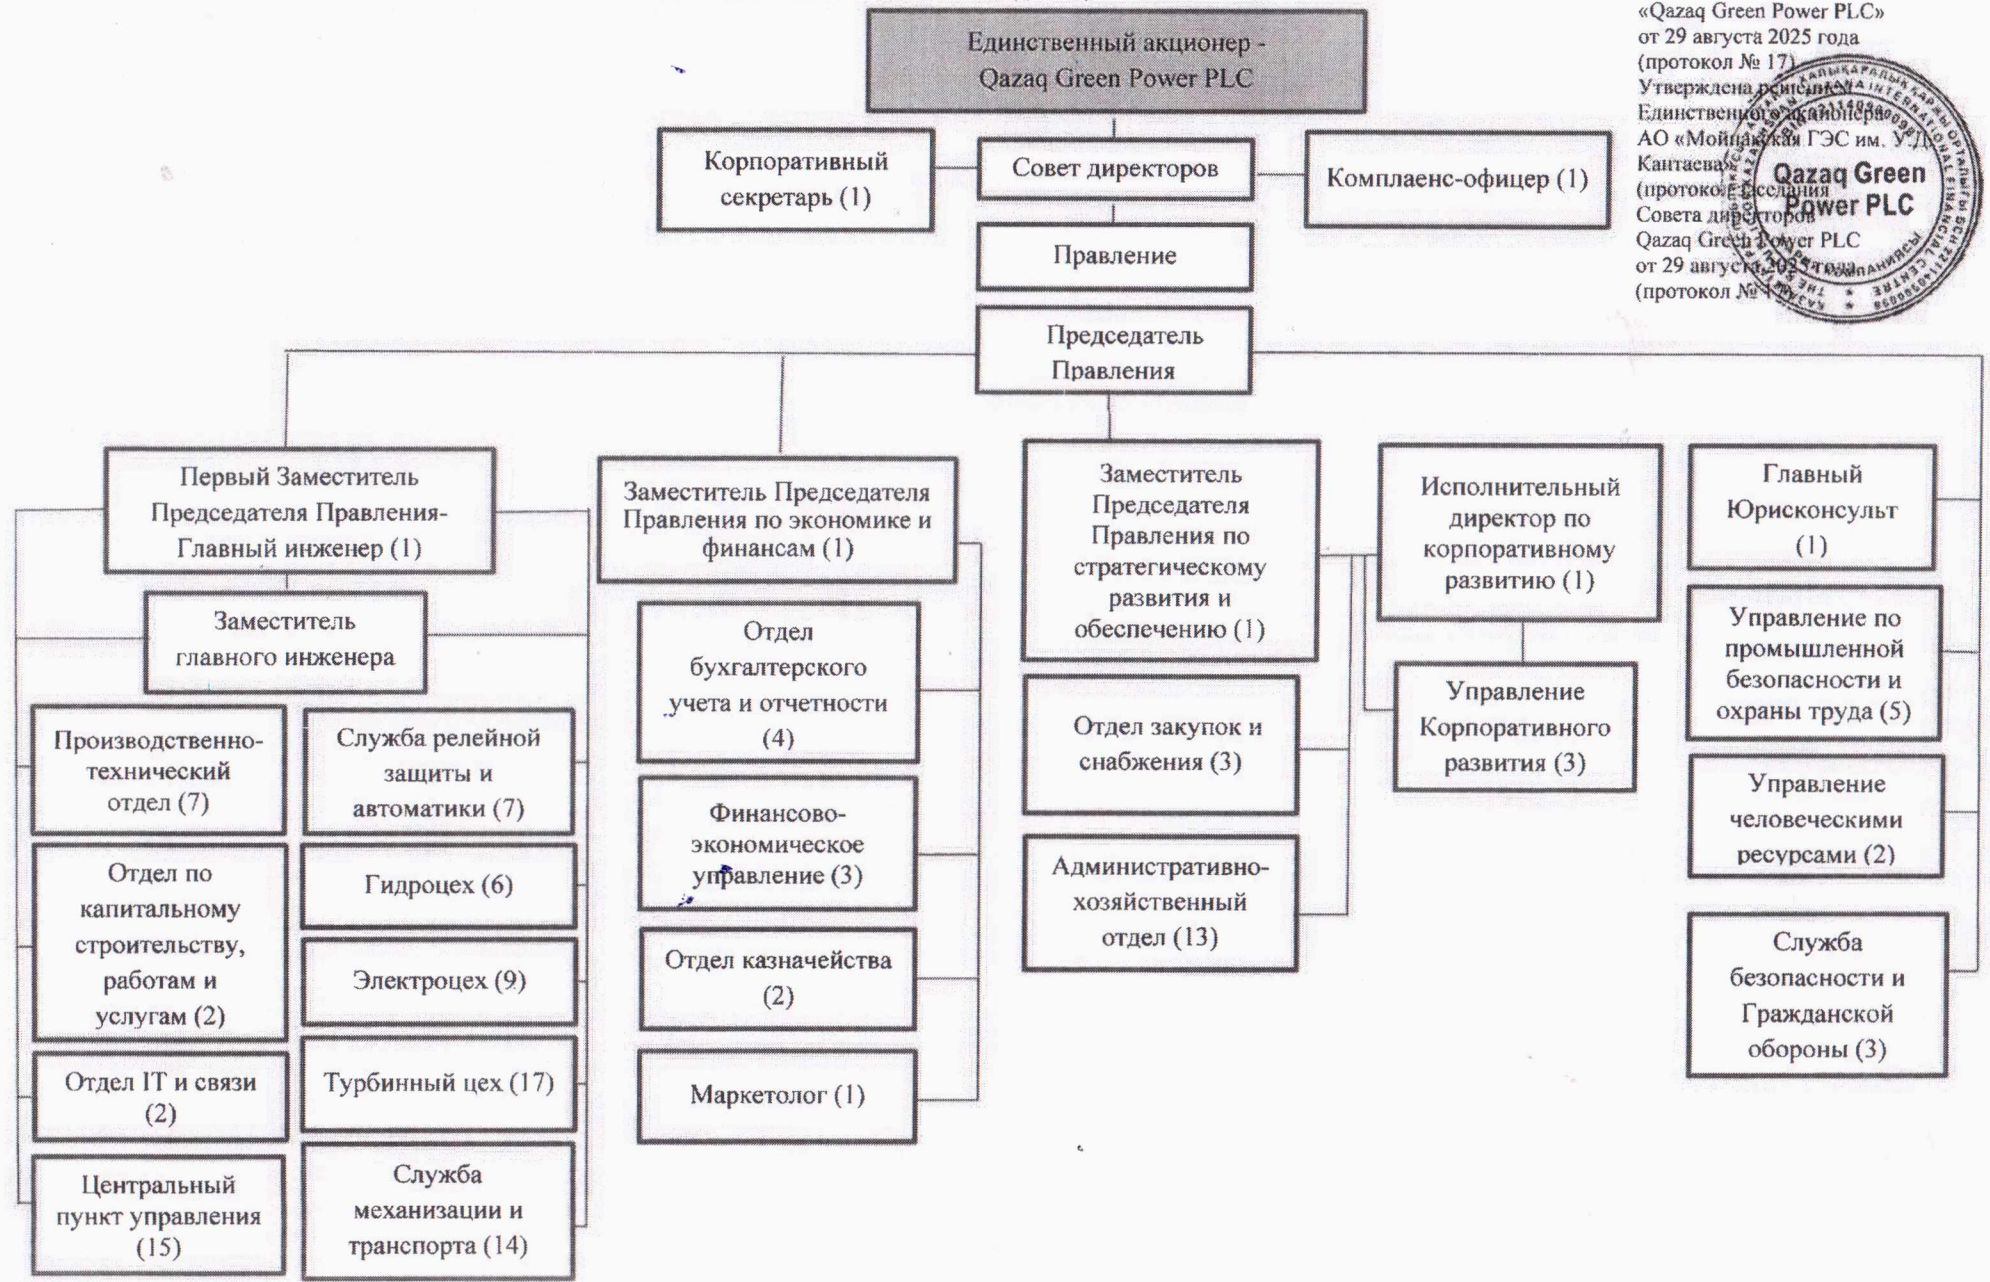 «Qazaq Green Power PLC»
от 29 августа 2025 года
(протокол № 17)
Утверждена решением
Единственного акционера
АО «Мойнакская ГЭС им. У.Д.
Кантаева»
(протокол заседания
Совета директоров
Qazaq Green Power PLC
от 29 августа 2025 года
(протокол №
Qazaq Green
Power PLC
Единственный акционер -
Qazaq Green Power PLC
Корпоративный
секретарь (1)
Совет директоров
Комплаенс-офицер (1)
Правление
Председатель
Правления
Первый Заместитель
Председателя Правления-
Главный инженер (1)
Заместитель
главного инженера
Производственно-
технический
отдел (7)
Отдел по
капитальному
строительству,
работам и
услугам (2)
Отдел IT и связи
(2)
Центральный
пункт управления
(15)
Служба релейной
защиты и
автоматики (7)
Гидроцех (6)
Электроцех (9)
Турбинный цех (17)
Служба
механизации и
транспорта (14)
Заместитель Председателя
Правления по экономике и
финансам (1)
Отдел
бухгалтерского
учета и отчетности
(4)
Финансово-
экономическое
управление (3)
Отдел казначейства
(2)
Маркетолог (1)
Заместитель
Председателя
Правления по
стратегическому
развития и
обеспечению (1)
Отдел закупок и
снабжения (3)
Административно-
хозяйственный
отдел (13)
Исполнительный
директор по
корпоративному
развитию (1)
Управление
Корпоративного
развития (3)
Главный
Юрисконсульт
(1)
Управление по
промышленной
безопасности и
охраны труда (5)
Управление
человеческими
ресурсами (2)
Служба
безопасности и
Гражданской
обороны (3)